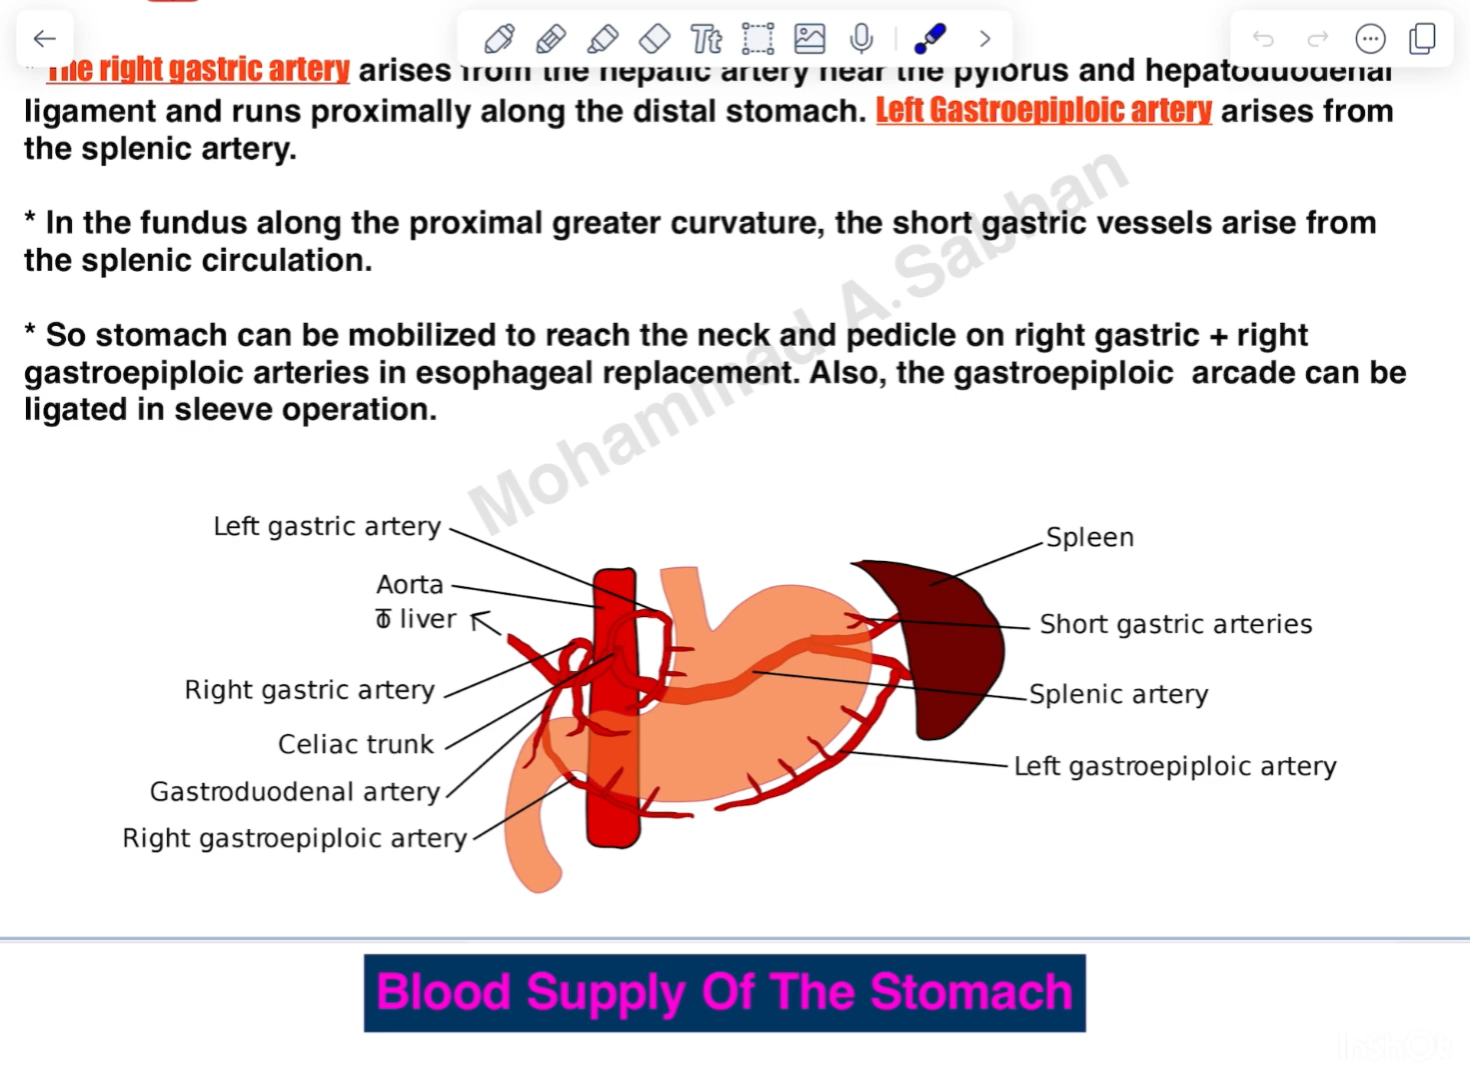 The right gastric artery arises from the hepatic artery near the pylorus and hepatoduodenal
ligament and runs proximally along the distal stomach. Left Gastroepiploic artery arises from
the splenic artery.
* In the fundus along the proximal greater curvature, the short gastric vessels arise from
the splenic circulation.
* So stomach can be mobilized to reach the neck and pedicle on right gastric + right
gastroepiploic arteries in esophageal replacement. Also, the gastroepiploic arcade can be
ligated in sleeve operation.
Mohammad A.Sabhan
Left gastric artery
Aorta
liver
Right gastric artery
Celiac trunk
Gastroduodenal artery
Right gastroepiploic artery
Spleen
Short gastric arteries
Splenic artery
Left gastroepiploic artery
Blood Supply Of The Stomach
InShOt
Tt